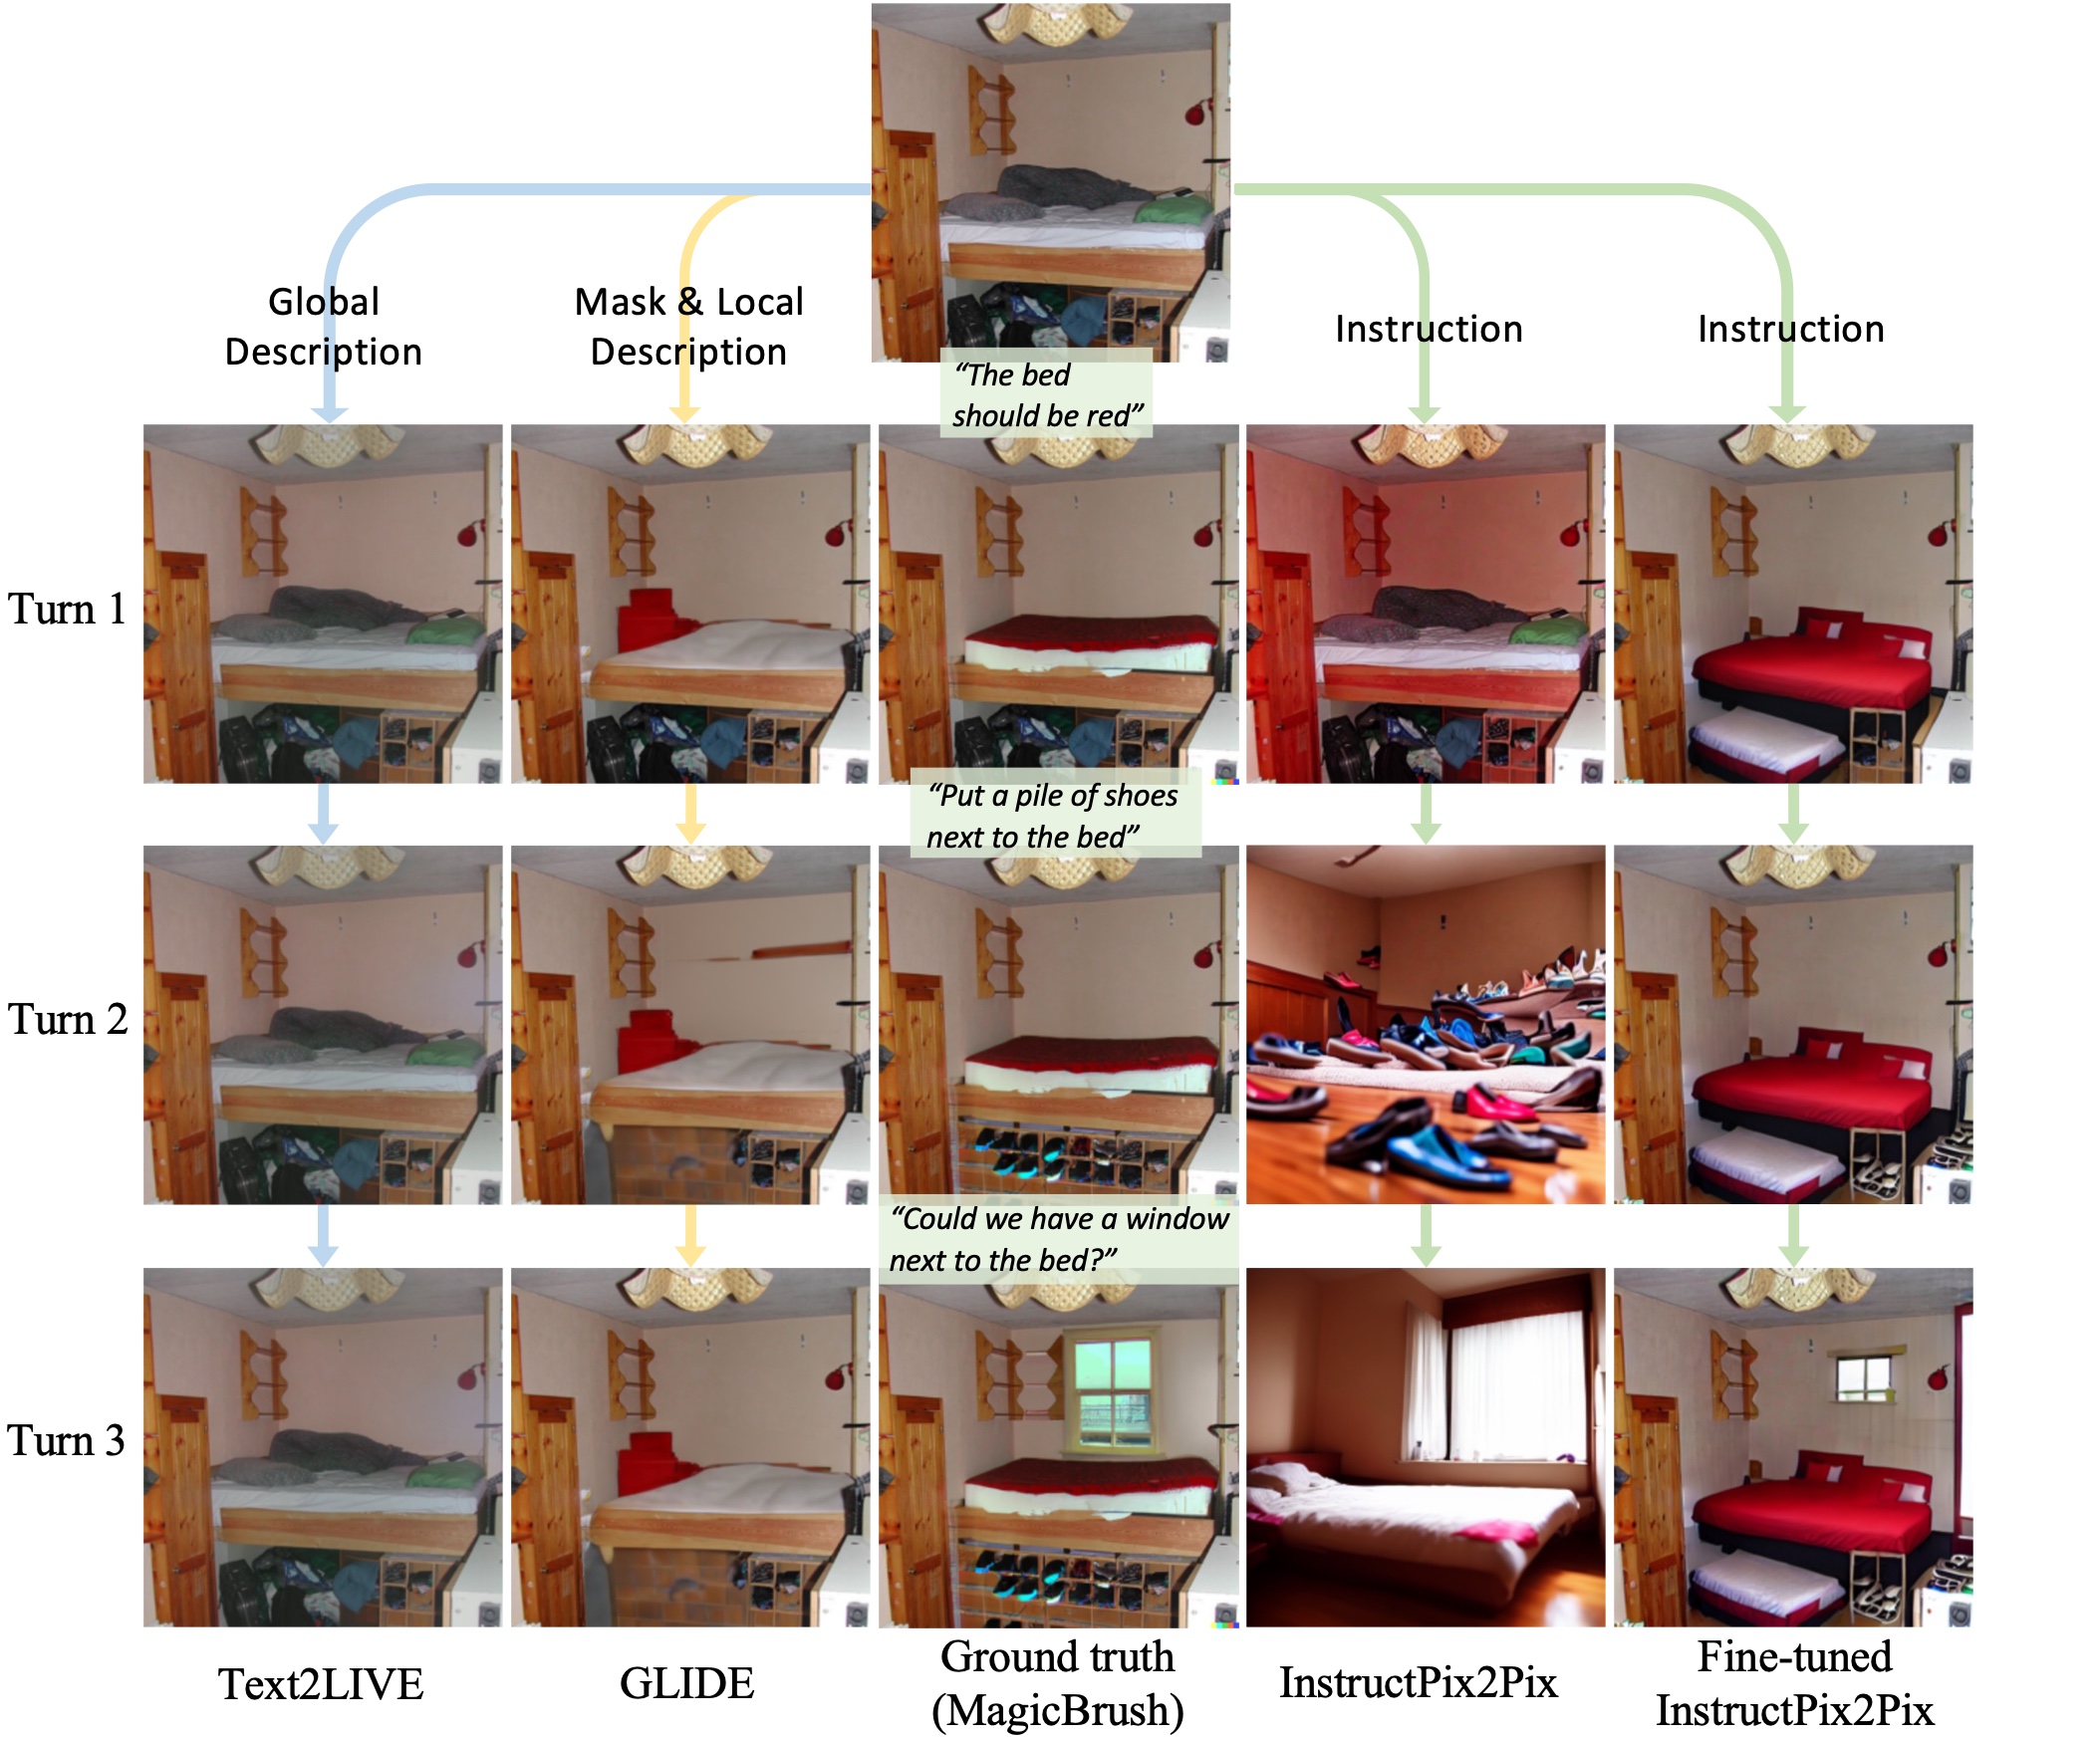 Global
Description
Mask & Local
Description
Instruction
Instruction
“The bed
should be red”
Turn 1
“Put a pile of shoes
next to the bed”
Turn 2
“Could we have a window
next to the bed?”
Turn 3
Text2LIVE
GLIDE
Ground truth
(MagicBrush)
InstructPix2Pix
Fine-tuned
InstructPix2Pix